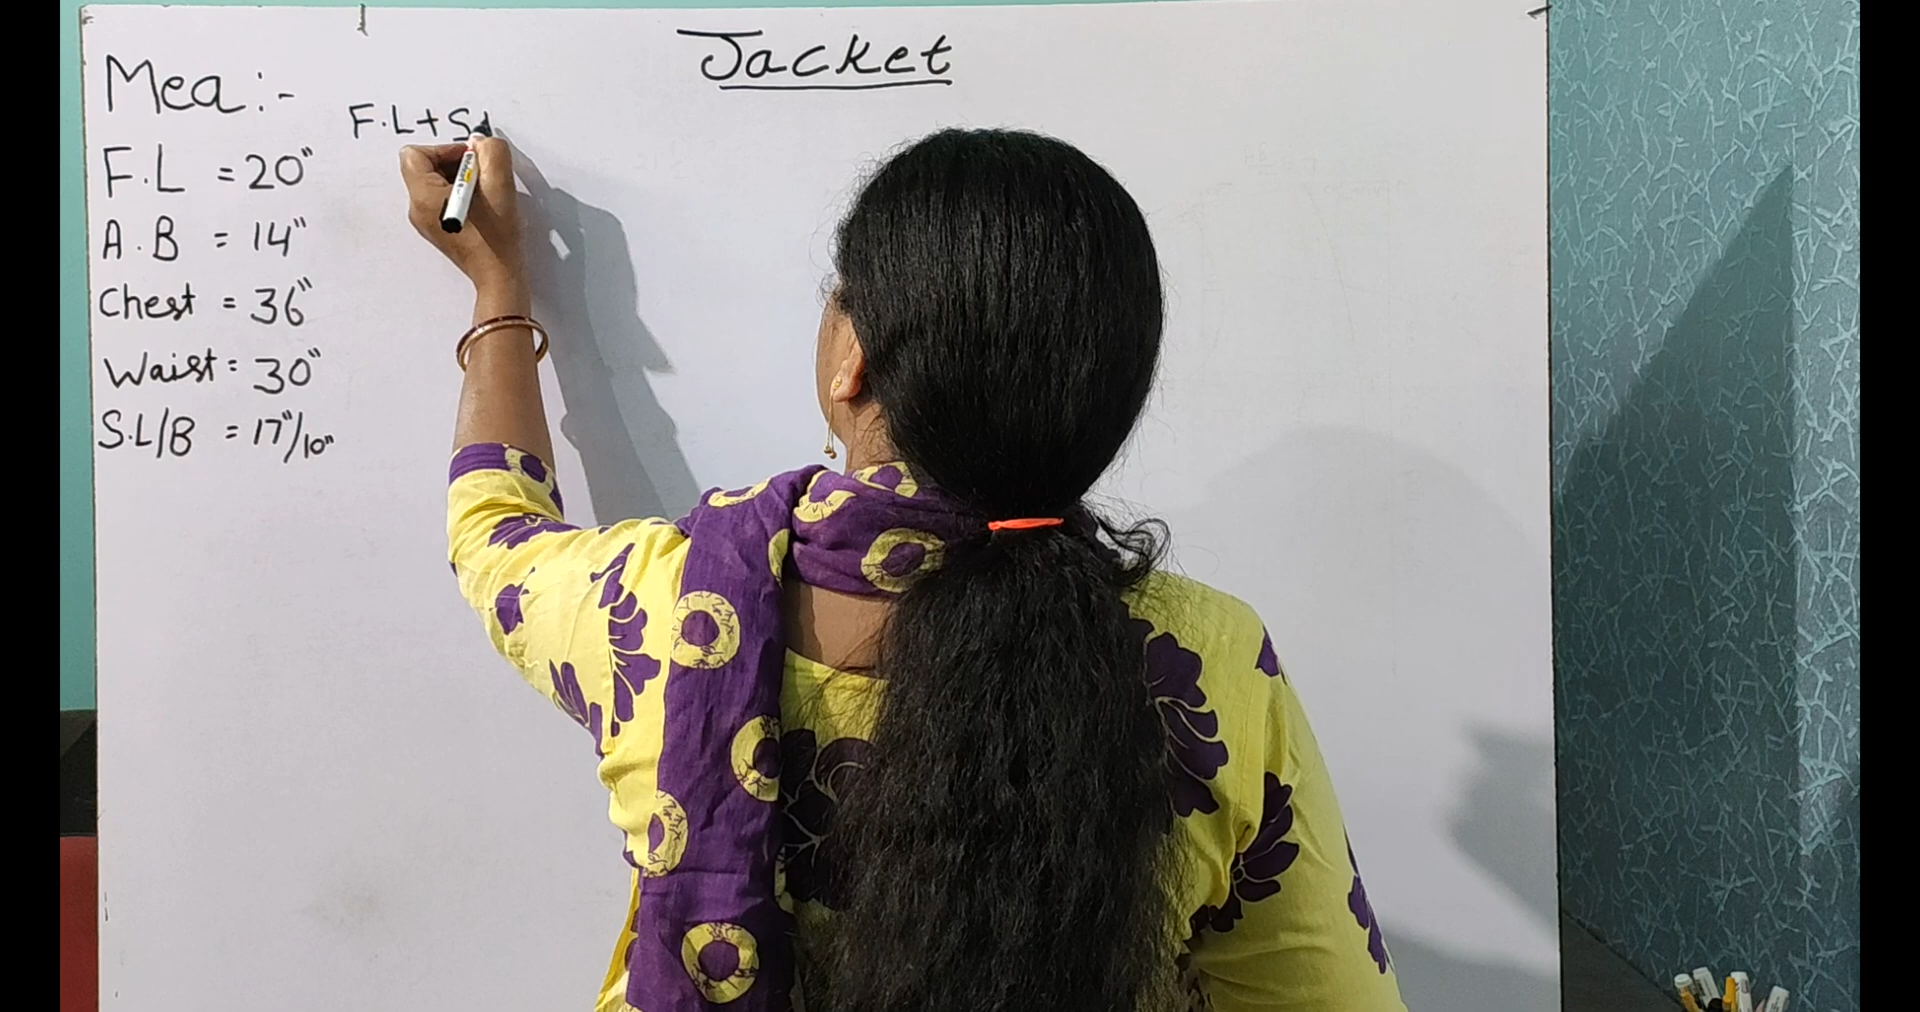 Jacket
Mea:-
F.L+S.L
F.L = 20"
A.B = 14"
Chest = 36"
Waist = 30"
S.L/B = 17"/10"